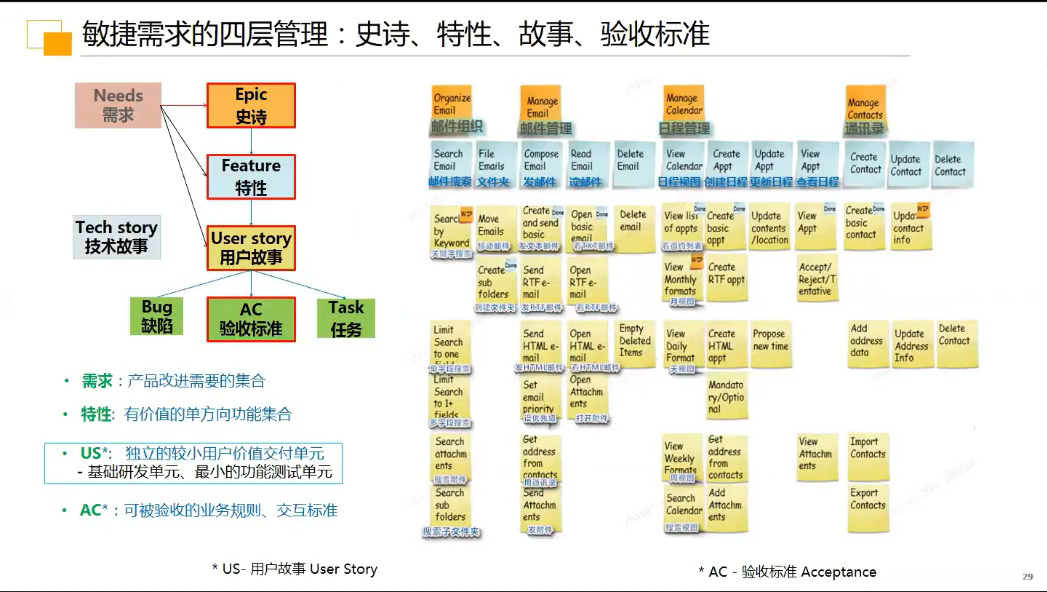 敏捷需求的四层管理：史诗、特性、故事、验收标准
Needs
需求
Epic
史诗
Feature
特性
Tech story
技术故事
User story
用户故事
Bug
缺陷
AC
验收标准
Task
任务
• 需求：产品改进需要的集合
• 特性: 有价值的单方向功能集合
• US*: 独立的较小用户价值交付单元
- 基础研发单元、最小的功能测试单元
• AC*：可被验收的业务规则、交互标准
Organize
Email
邮件组织
Manage
Email
邮件管理
Manage
Calendar
日程管理
Manage
Contacts
通讯录
Search
Email
邮件搜索
File
Emails
文件夹
Compose
Email
发邮件
Read
Email
读邮件
Delete
Email
View
Calendar
日程视图
Create
Appt
创建日程
Update
Appt
更新日程
View
Appt
查看日程
Create
Contact
Update
Contact
Delete
Contact
Search
WIP
by
Keyword
关键字搜索
Move
Emails
移动邮件
Create
Done
and send
basic
email
发文本邮件
Open
Done
basic
email
看TXT邮件
Delete
email
View list
Done
of appts
看道约列表
Create
Done
basic
appt
Update
contents
/location
View
Done
Appt
Create
Done
basic
contact
Update
WIP
contact
info
Create
Done
sub
folders
创建文件夹
Send
RTF e-
mail
发RTF邮件
Open
RTF e-
mail
看RTF邮件
View
WIP
Monthly
formats
月视图
Create
RTF appt
Accept/
Reject/T
entative
Limit
Search
to one
field
单字段搜索
Send
HTML e-
mail
发HTML邮件
Open
HTML e-
mail
看HTML邮件
Empty
Deleted
Items
View
Daily
Format
天视图
Create
HTML
appt
Propose
new time
Add
address
data
Update
Address
Info
Delete
Contact
Limit
Search
to 1+
fields
多字段搜索
Set
email
priority
设优先级
Open
Attachm
ents
打开附件
Mandato
ry/Optio
nal
Search
attachm
ents
搜索附件
Get
address
from
contacts
用通讯录
View
Weekly
Formats
周视图
Get
address
from
contacts
View
Attachm
ents
Import
Contacts
Search
sub
folders
搜索子文件夹
Send
Attachm
ents
发附件
Search
Calendar
搜索视图
Add
Attachm
ents
Export
Contacts
* US- 用户故事 User Story
* AC - 验收标准 Acceptance
29